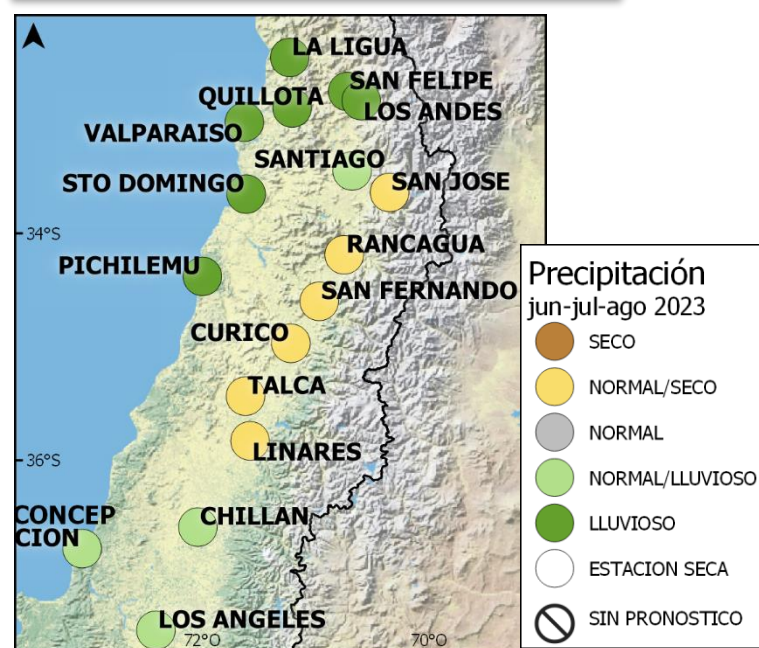 LA LIGUA
SAN FELIPE
QUILLOTA
LOS ANDES
VALPARAISO
SANTIAGO
STO DOMINGO
SAN JOSE
34°S
RANCAGUA
PICHILEMU
SAN FERNANDO
CURICO
TALCA
36°S
LINARES
CONCEP
CION
CHILLAN
LOS ANGELES
72°O
70°O
Precipitación
jun-jul-ago 2023
SECO
NORMAL/SECO
NORMAL
NORMAL/LLUVIOSO
LLUVIOSO
ESTACION SECA
SIN PRONOSTICO